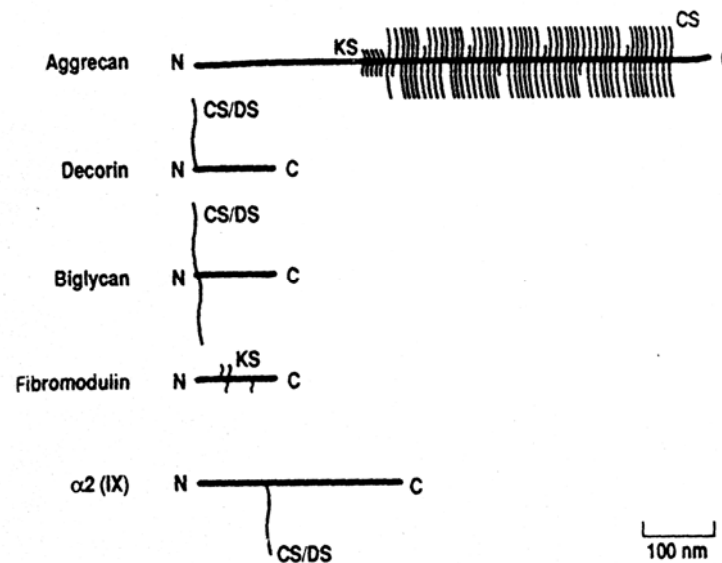 CS
KS
Aggrecan N
CS/DS
Decorin N C
CS/DS
Biglycan N C
KS
Fibromodulin N C
α2 (IX) N C
CS/DS
100 nm